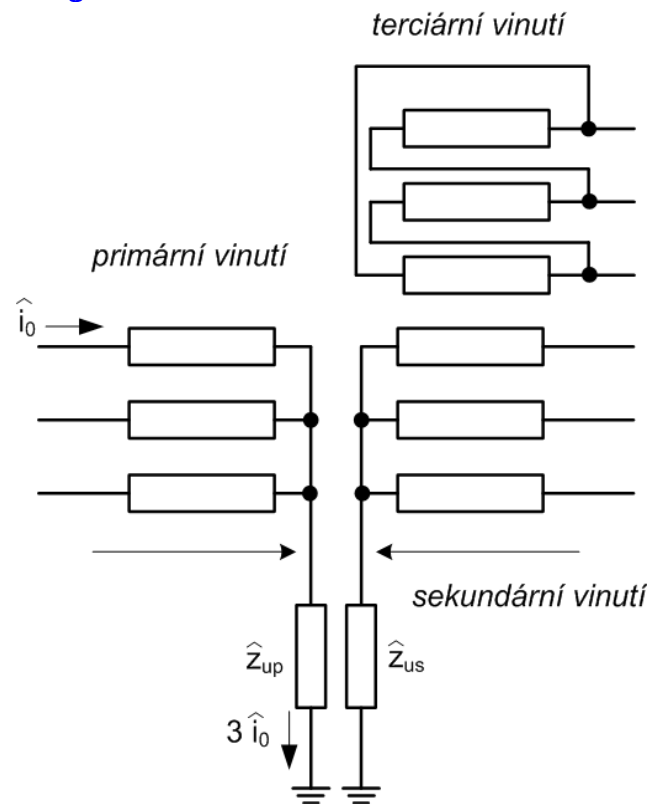 terciární vinutí
primární vinutí
î₀
sekundární vinutí
ẑup
ẑus
3 î₀